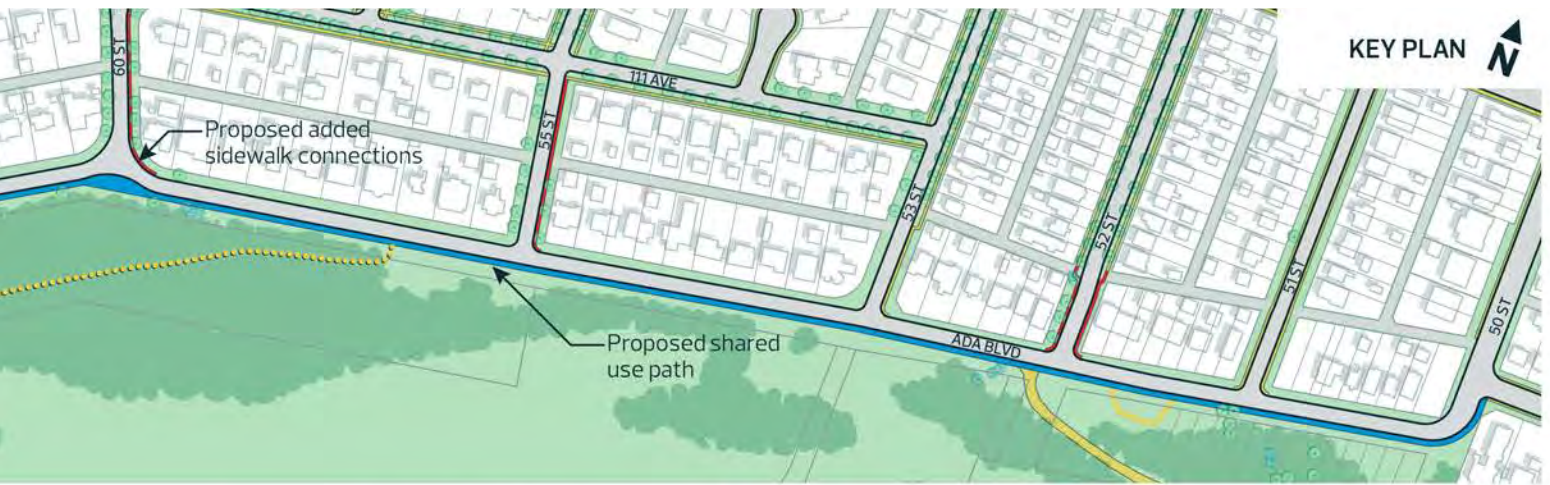 KEY PLAN
N
60 ST
111 AVE
Proposed added
sidewalk connections
55 ST
53 ST
52 ST
51 ST
50 ST
Proposed shared
use path
ADA BLVD